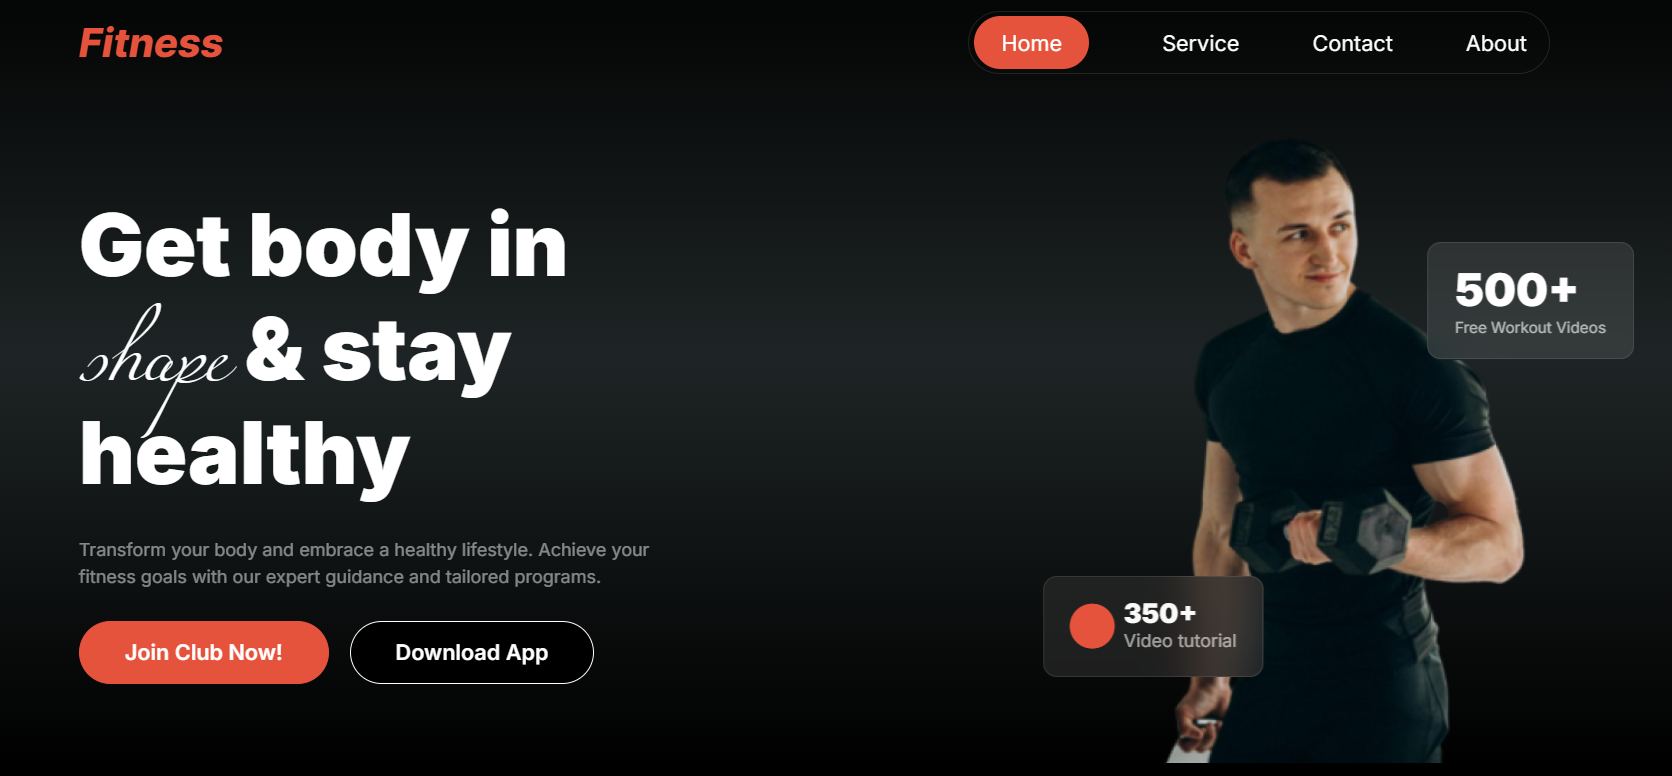 Fitness
Home Service Contact About
Get body in
shape & stay
healthy
500+
Free Workout Videos
Transform your body and embrace a healthy lifestyle. Achieve your
fitness goals with our expert guidance and tailored programs.
350+
Video tutorial
Join Club Now! Download App